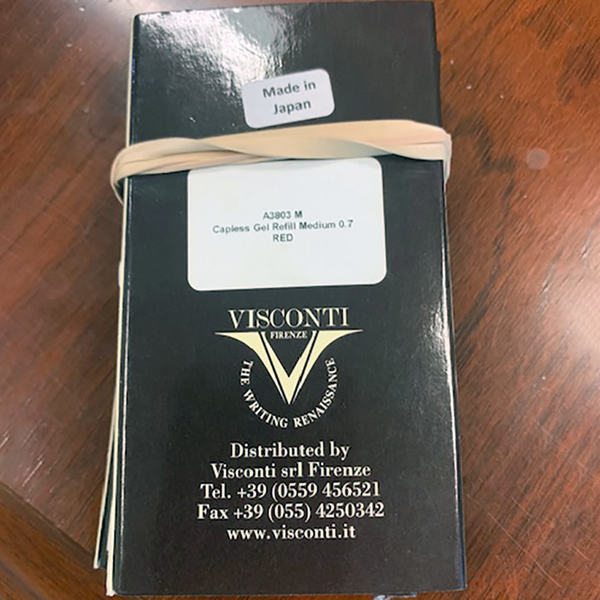 Made in
Japan
A3803 M
Capless Gel Refill Medium 0.7
RED
VISCONTI
FIRENZE
THE WRITING RENAISSANCE
Distributed by
Visconti srl Firenze
Tel. +39 (0559 456521
Fax +39 (055) 4250342
www.visconti.it